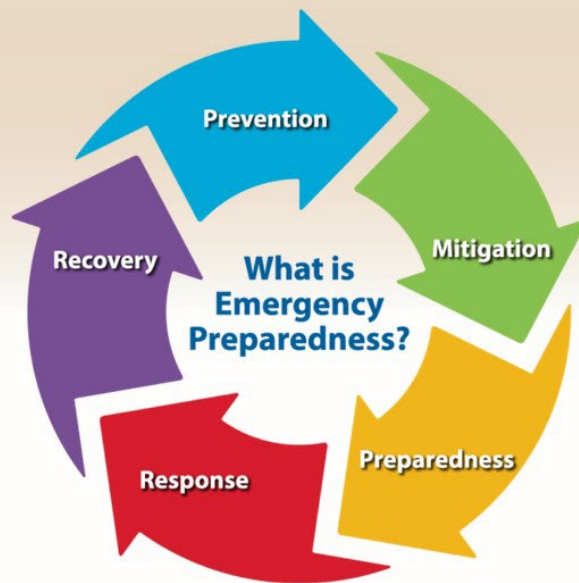 Prevention
Mitigation
Preparedness
Response
Recovery
What is
Emergency
Preparedness?